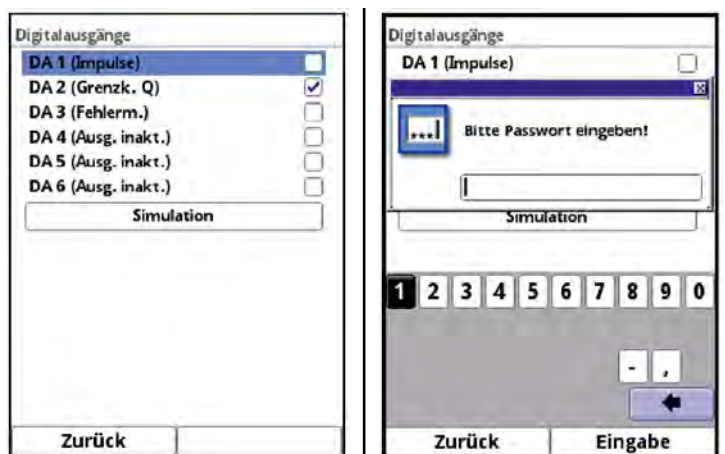 Digitalausgänge
DA 1 (Impulse)
DA 2 (Grenzk. Q)
DA 3 (Fehlerm.)
DA 4 (Ausg. inakt.)
DA 5 (Ausg. inakt.)
DA 6 (Ausg. inakt.)
Simulation
Zurück
Digitalausgänge
DA 1 (Impulse)
***
Bitte Passwort eingeben!
Simulation
1 2 3 4 5 6 7 8 9 0
- ,
Zurück Eingabe